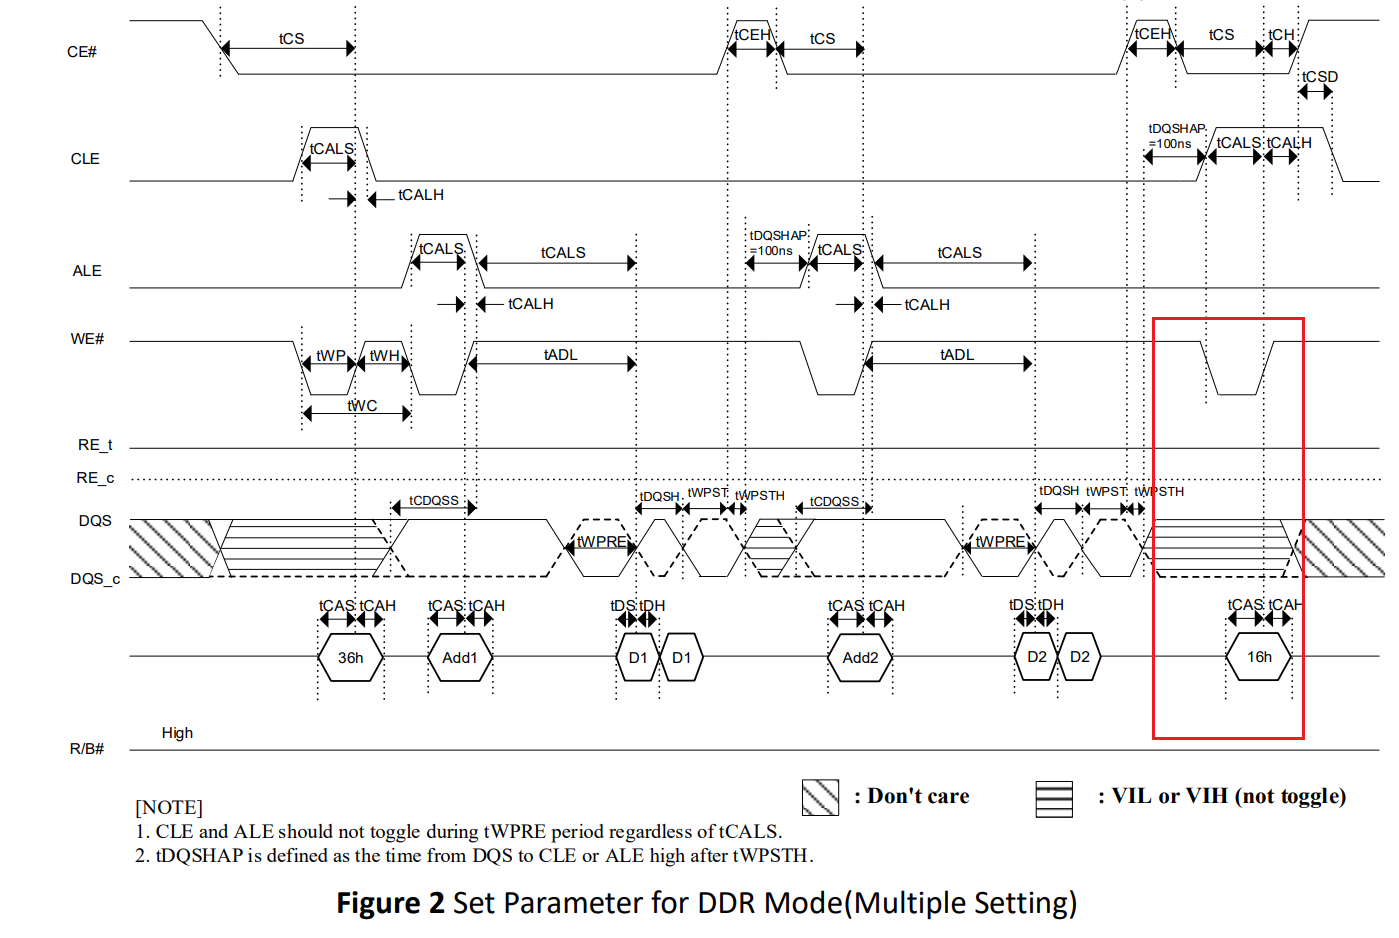 CE#
tCS
tCEH
tCS
tCEH
tCS
tCH
tCSD
CLE
tCALS
tCALH
tDQSHAP
=100ns
tCALS
tCALH
ALE
tCALS
tCALS
tCALH
tDQSHAP
=100ns
tCALS
tCALS
tCALH
WE#
tWP
tWH
tWC
tADL
tADL
RE_t
RE_c
DQS
DQS_c
tCDQSS
tWPRE
tDQSH
tWPST
tWPSTH
tCDQSS
tWPRE
tDQSH
tWPST
tWPSTH
tCAS
tCAH
tCAS
tCAH
tDS
tDH
tCAS
tCAH
tDS
tDH
tCAS
tCAH
36h
Add1
D1
D1
Add2
D2
D2
16h
R/B#
High
: Don't care
: VIL or VIH (not toggle)
[NOTE]
1. CLE and ALE should not toggle during tWPRE period regardless of tCALS.
2. tDQSHAP is defined as the time from DQS to CLE or ALE high after tWPSTH.
Figure 2 Set Parameter for DDR Mode(Multiple Setting)